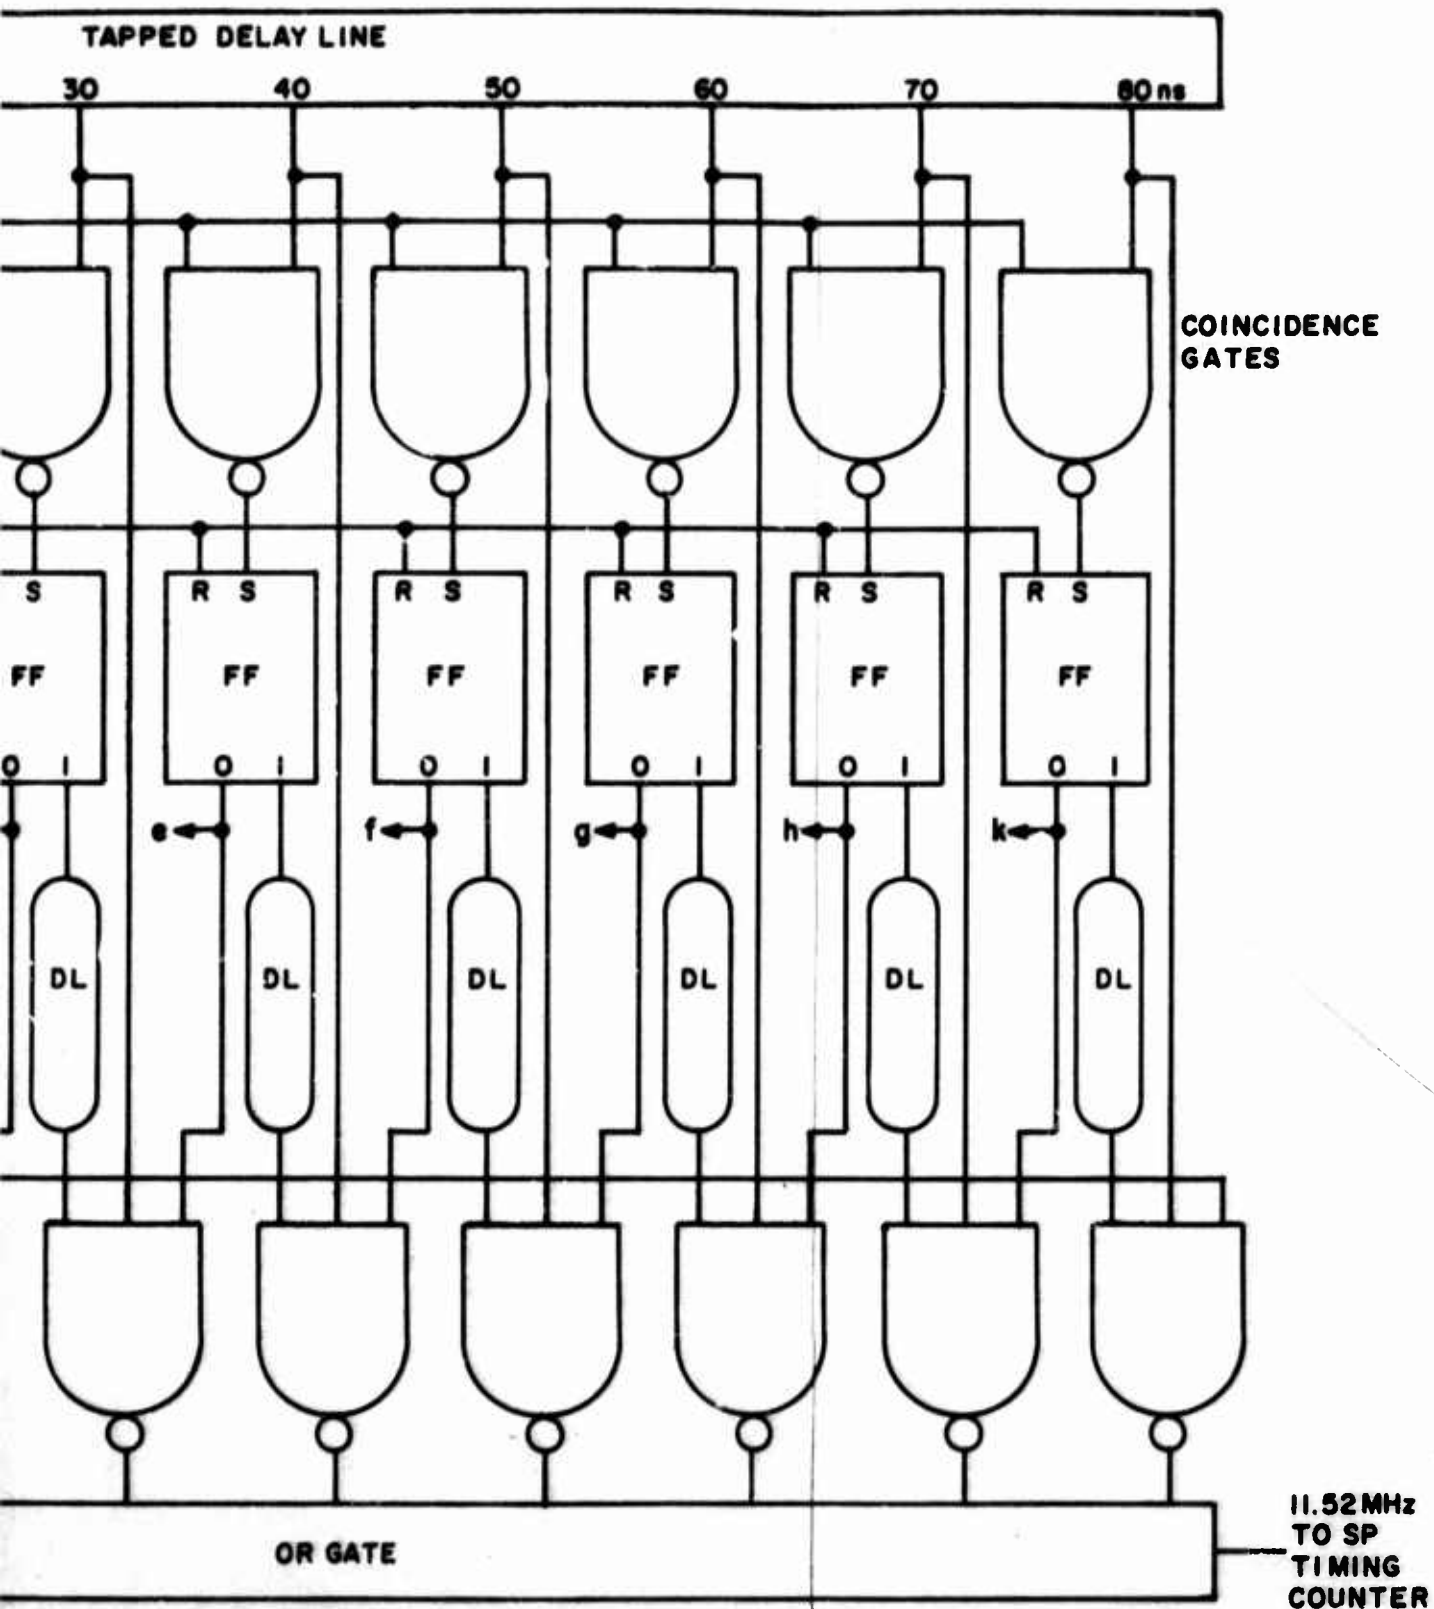 TAPPED DELAY LINE
30 40 50 60 70 80 ns
COINCIDENCE
GATES
S R S R S R S R S R S
FF FF FF FF FF FF
0 1 0 1 0 1 0 1 0 1 0 1
e f g h k
DL DL DL DL DL DL
OR GATE
11.52 MHz
TO SP
TIMING
COUNTER